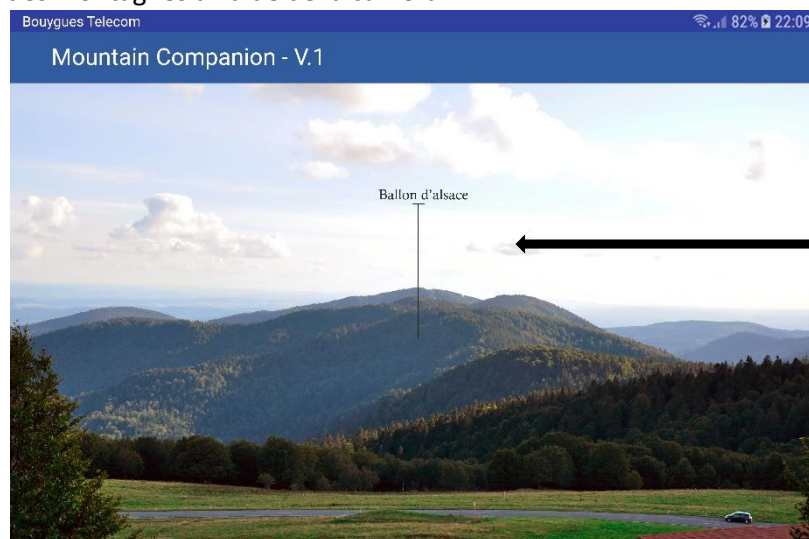 Bouygues Telecom 82% 22:09
Mountain Companion - V.1
Ballon d'alsace